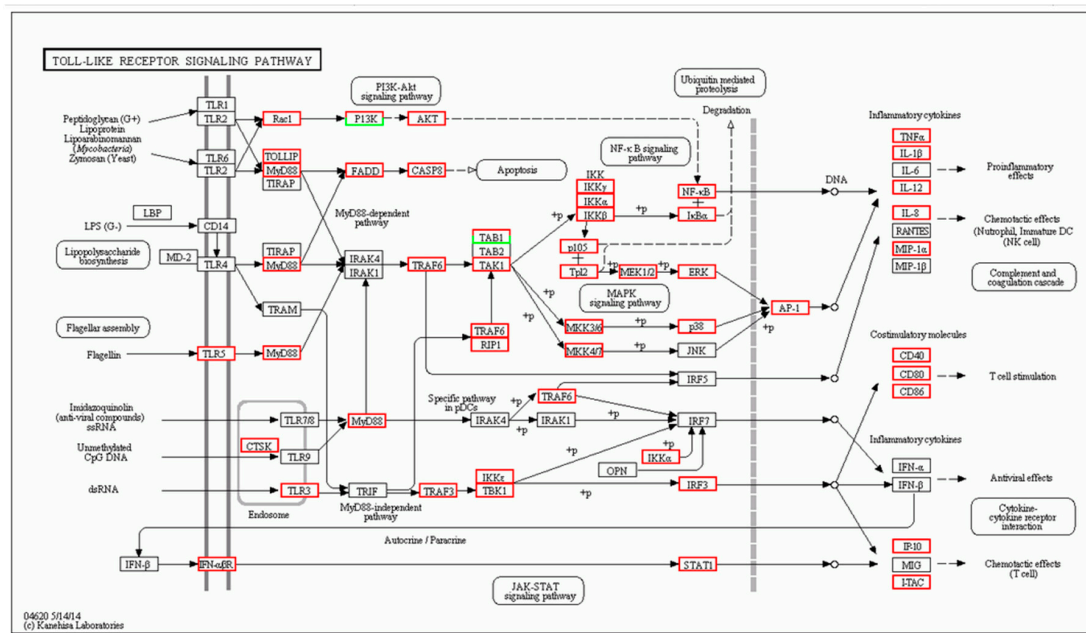 TOLL-LIKE RECEPTOR SIGNALING PATHWAY
PI3K-Akt
signaling pathway
Ubiquitin mediated
proteolysis
Degradation
TLR1
TLR2
Peptidoglycan (G+)
Lipoprotein
Lipoarabinomannan
(Mycobacteria)
Zymosan (Yeast)
Rac1
PI3K
AKT
Inflammatory cytokines
TNFα
IL-1β
IL-6
IL-12
Proinflammatory
effects
NF-κB signaling
pathway
TLR6
TLR2
TOLLIP
MyD88
TIRAP
FADD
CASP8
Apoptosis
IKK
IKKγ
IKKα
IKKβ
+p
NF-κB
+
IκBα
+p
DNA
LBP
LPS (G-)
CD14
MyD88-dependent
pathway
IL-8
RANTES
MIP-1α
MIP-1β
Chemotactic effects
(Nutrophil, Immature DC
(NK cell)
Lipopolysaccharide
biosynthesis
MD-2
TLR4
TIRAP
MyD88
IRAK4
IRAK1
TRAF6
TAB1
TAB2
TAK1
p105
+
Tpl2
+p
MEK1/2
+p
ERK
Complement and
coagulation cascade
TRAM
MAPK
signaling pathway
AP-1
+p
+p
+p
Flagellar assembly
TRAF6
RIP1
MKK3/6
+p
p38
MKK4/7
+p
JNK
Costimulatory molecules
CD40
CD80
CD86
T cell stimulation
Flagellin
TLR5
MyD88
IRF5
Specific pathway
in pDCs
TRAF6
Imidazoquinolin
(anti-viral compounds)
ssRNA
TLR7/8
MyD88
IRAK4
+p
+p
IRAK1
+p
IRF7
Unmethylated
CpG DNA
CTSK
TLR9
IKKα
+p
+p
OPN
Inflammatory cytokines
IFN-α
IFN-β
Antiviral effects
dsRNA
TLR3
TRIF
TRAF3
IKKε
TBK1
+p
IRF3
Endosome
MyD88-independent
pathway
Cytokine-
cytokine receptor
interaction
Autocrine / Paracrine
IFN-β
IFN-αβR
STAT1
IP-10
MIG
I-TAC
Chemotactic effects
(T cell)
JAK-STAT
signaling pathway
04620 5/14/14
(c) Kanehisa Laboratories